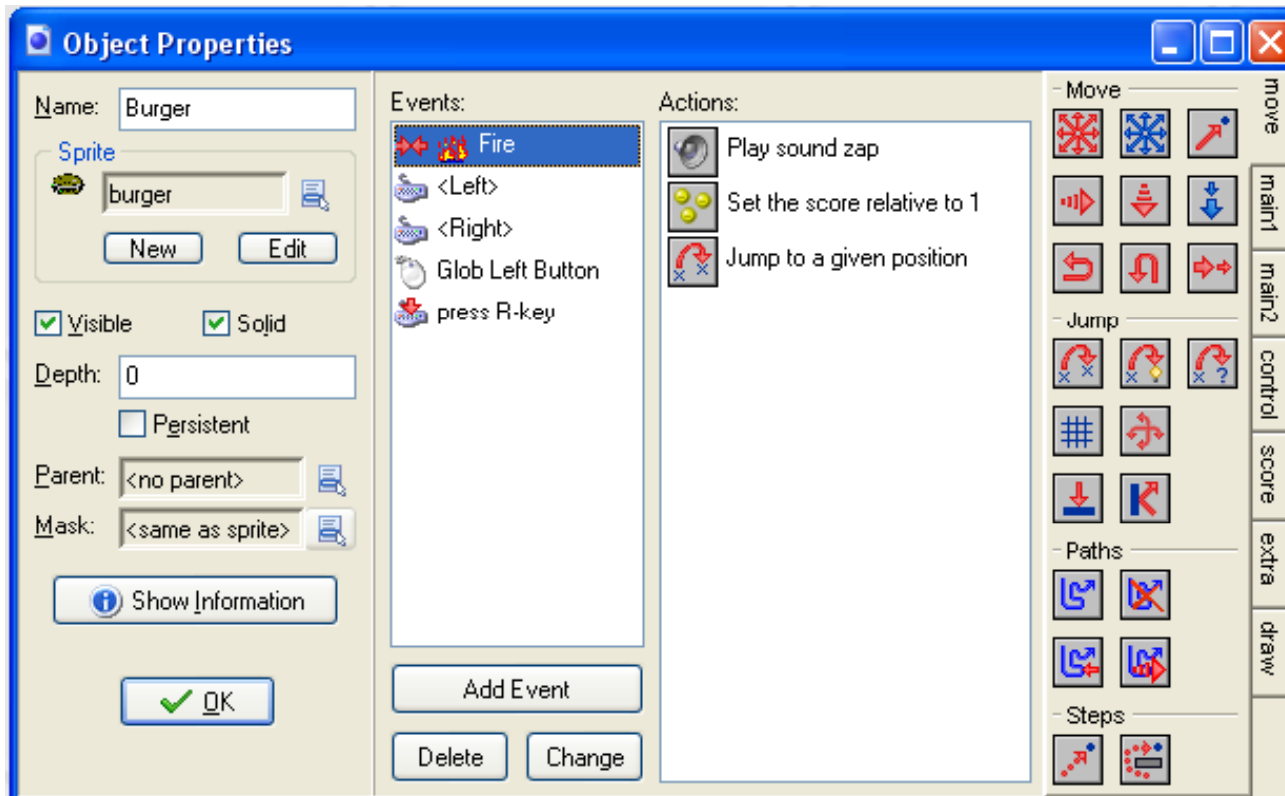 Object Properties
Name: Burger
Sprite
burger
New Edit
Visible Solid
Depth: 0
Persistent
Parent: <no parent>
Mask: <same as sprite>
Show Information
OK
Events:
Fire
<Left>
<Right>
Glob Left Button
press R-key
Add Event
Delete Change
Actions:
Play sound zap
Set the score relative to 1
Jump to a given position
Move
Jump
Paths
Steps
move
main1
main2
control
score
extra
draw